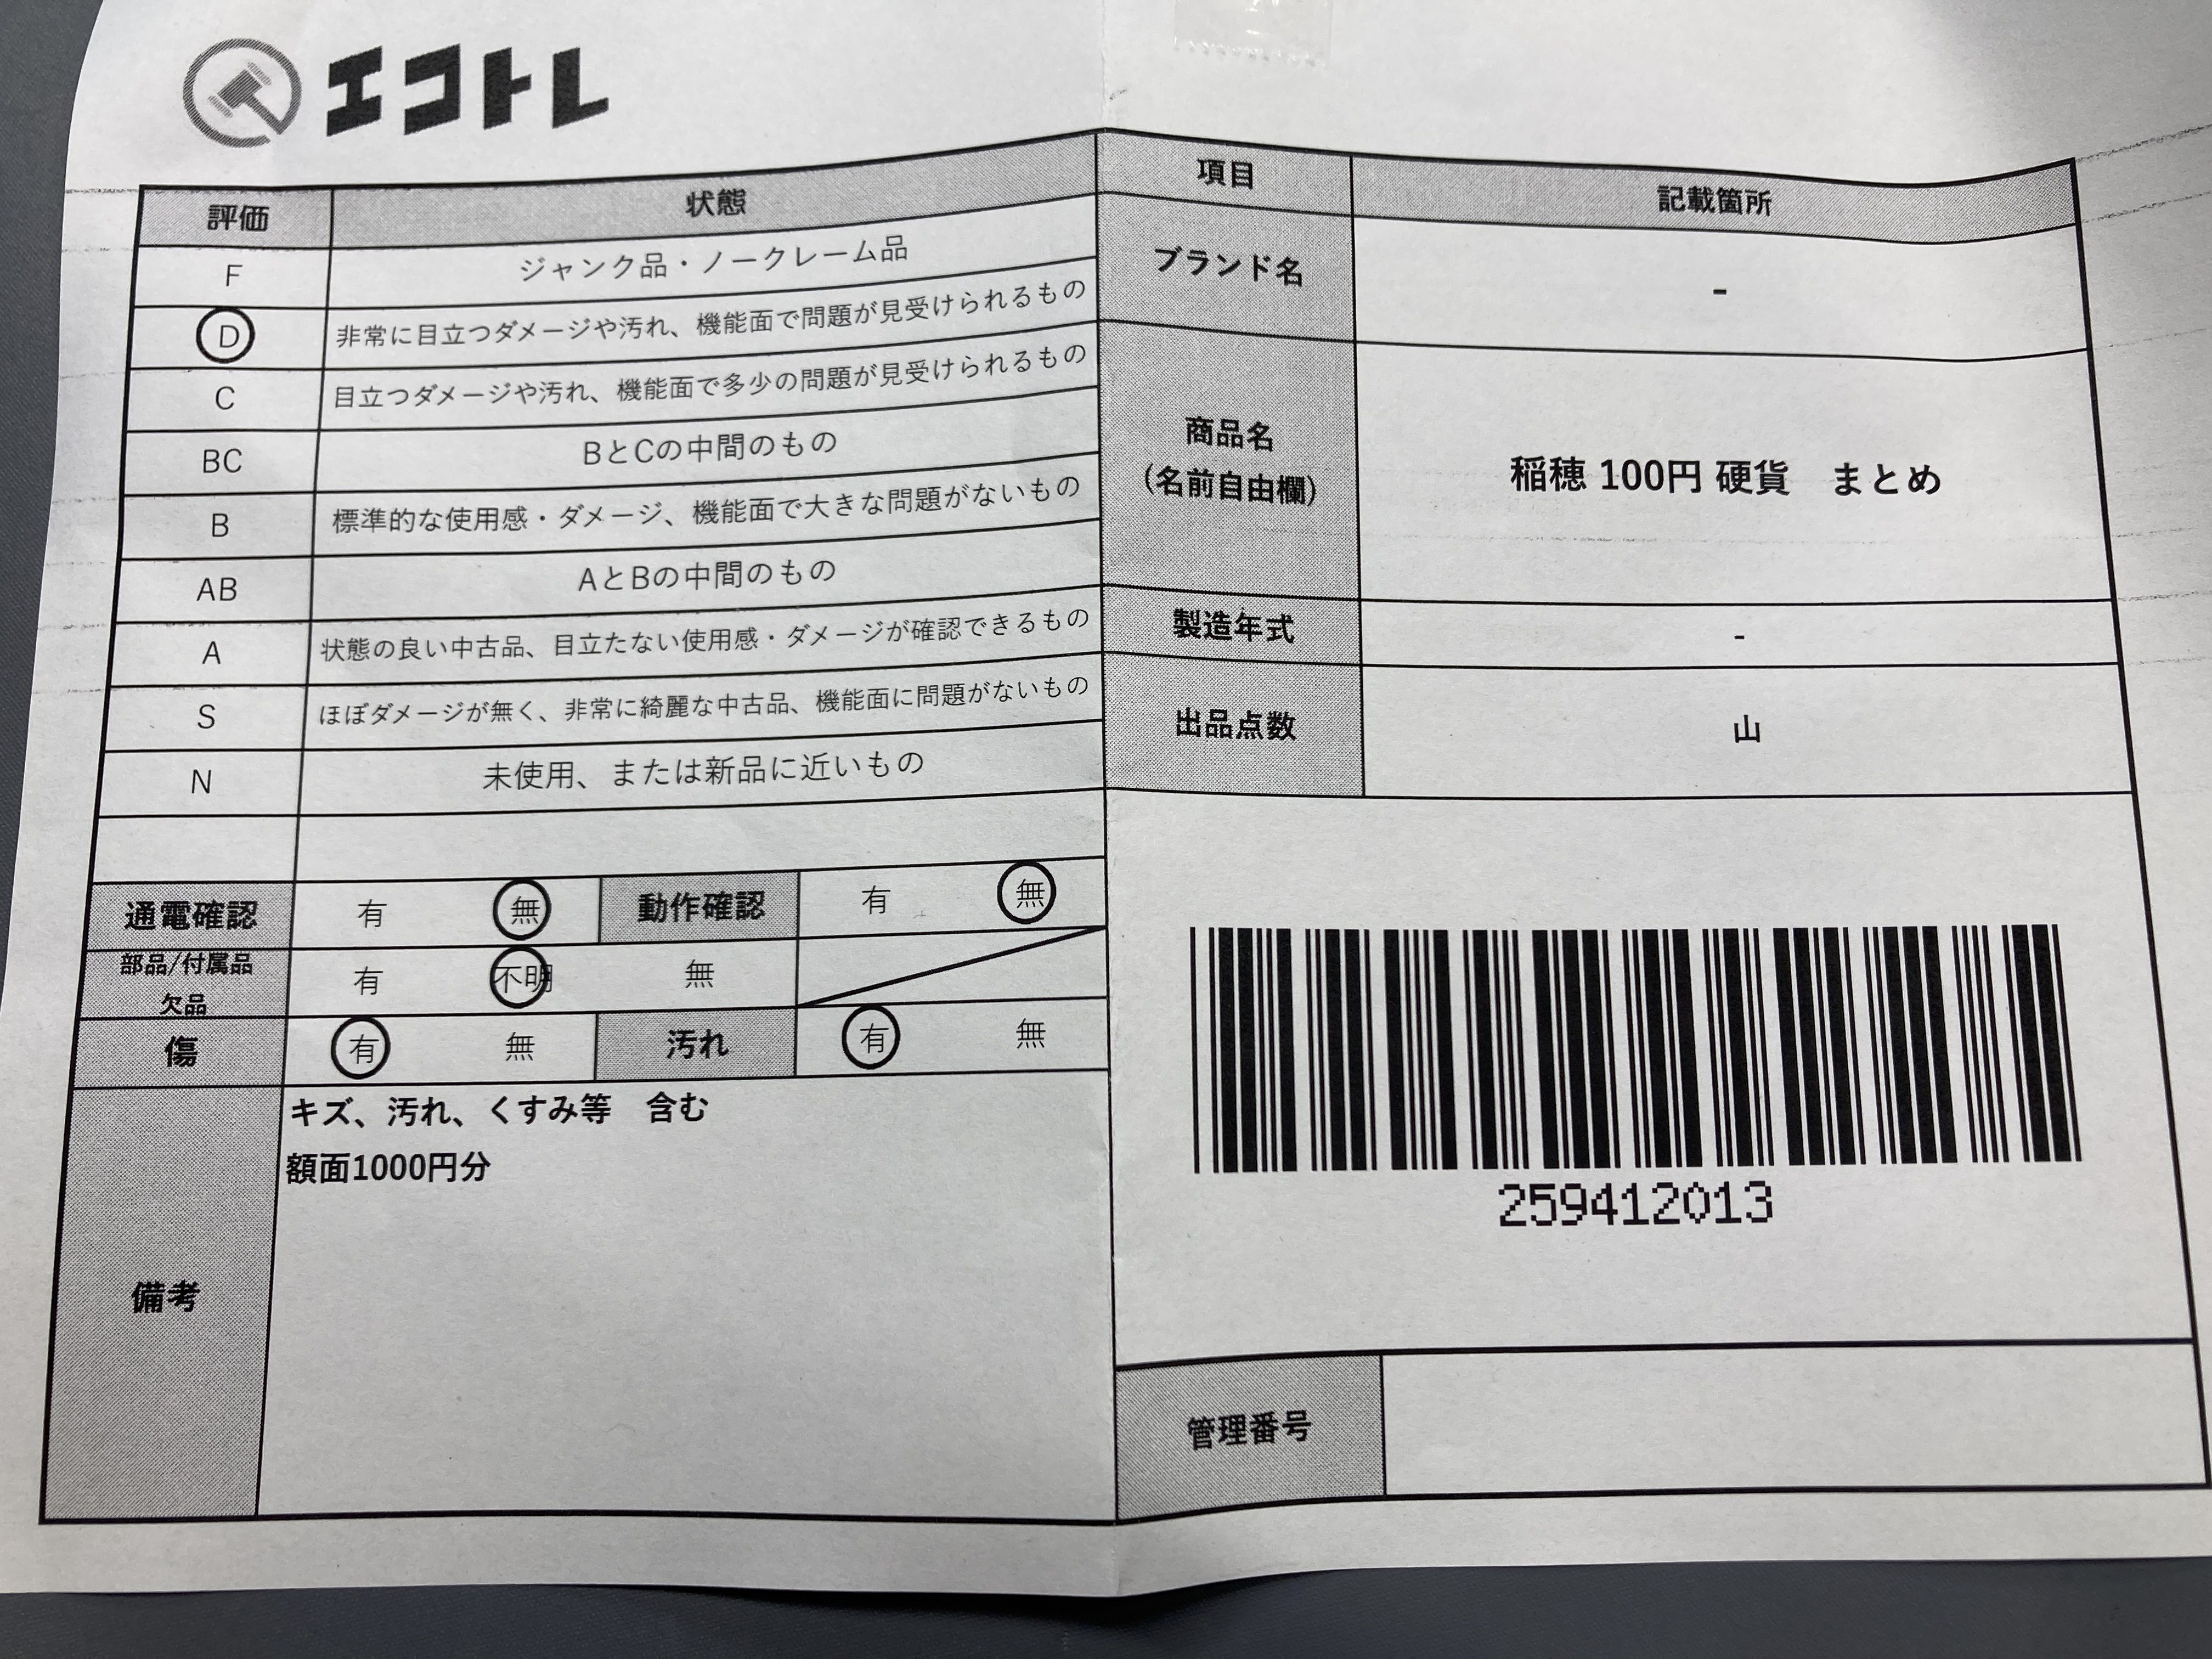 エコトレ
評価 状態
F ジャンク品・ノークレーム品
D 非常に目立つダメージや汚れ、機能面で問題が見受けられるもの
C 目立つダメージや汚れ、機能面で多少の問題が見受けられるもの
BC BとCの中間のもの
B 標準的な使用感・ダメージ、機能面で大きな問題がないもの
AB AとBの中間のもの
A 状態の良い中古品、目立たない使用感・ダメージが確認できるもの
S ほぼダメージが無く、非常に綺麗な中古品、機能面に問題がないもの
N 未使用、または新品に近いもの
通電確認 有 無 動作確認 有 無
部品/付属品
欠品 有 不明 無
傷 有 無 汚れ 有 無
備考
キズ、汚れ、くすみ等 含む
額面1000円分
項目 記載箇所
ブランド名 -
商品名
(名前自由欄)
稲穂 100円 硬貨 まとめ
製造年式 -
出品点数 山
259412013
管理番号